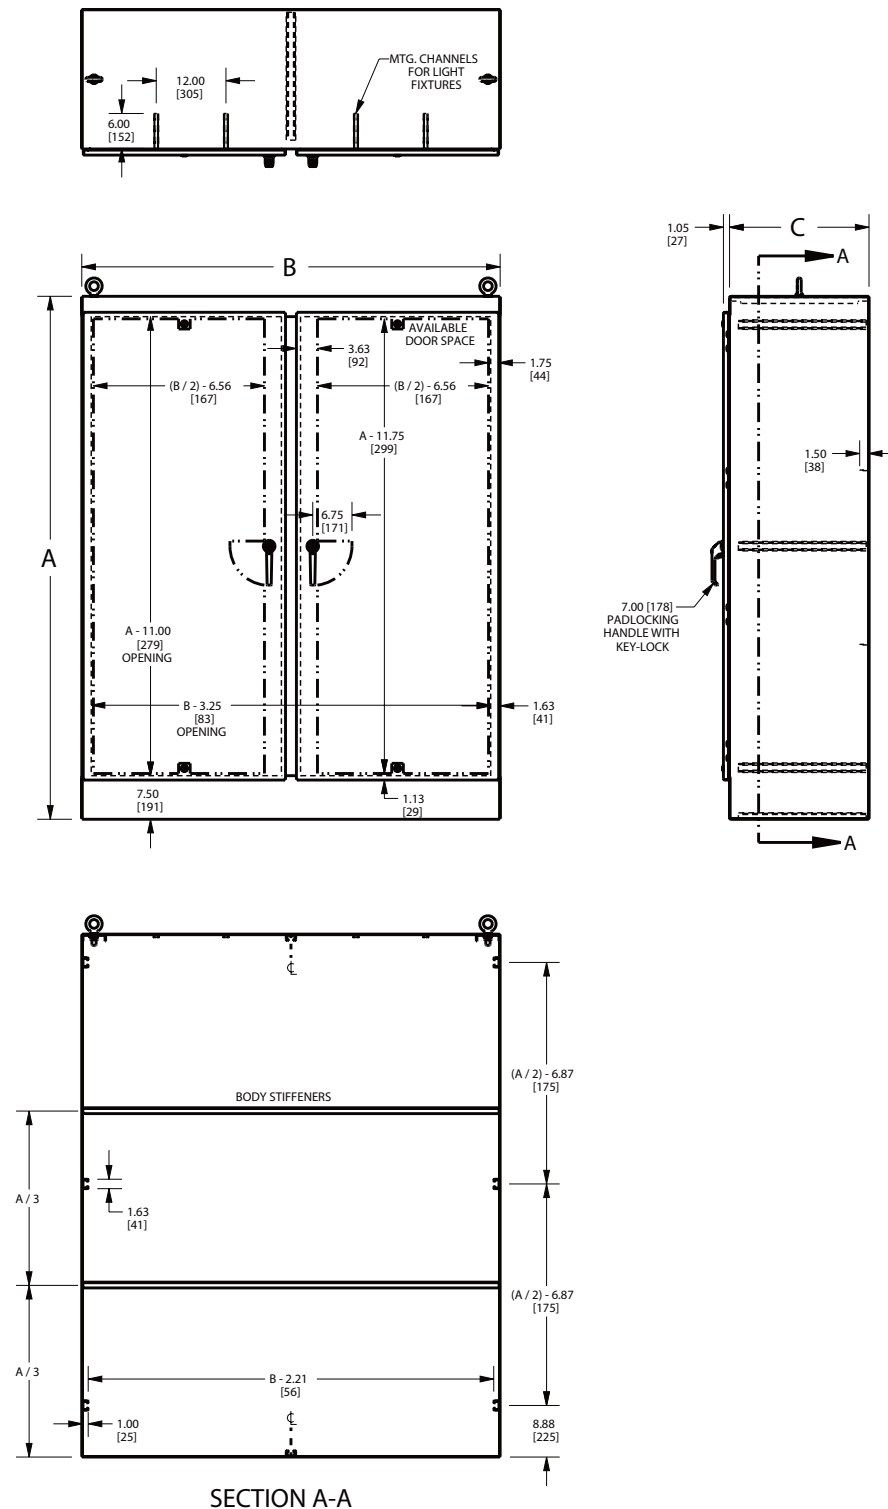 MTG. CHANNELS
FOR LIGHT
FIXTURES
12.00
[305]
6.00
[152]
B
A
AVAILABLE
DOOR SPACE
3.63
[92]
1.75
[44]
(B / 2) - 6.56
[167]
(B / 2) - 6.56
[167]
A - 11.75
[299]
6.75
[171]
A - 11.00
[279]
OPENING
B - 3.25
[83]
OPENING
1.63
[41]
7.50
[191]
1.13
[29]
1.05
[27]
C
A
1.50
[38]
7.00 [178]
PADLOCKING
HANDLE WITH
KEY-LOCK
A
℄
(A / 2) - 6.87
[175]
BODY STIFFENERS
A / 3
1.63
[41]
(A / 2) - 6.87
[175]
A / 3
B - 2.21
[56]
1.00
[25]
℄
8.88
[225]
SECTION A-A